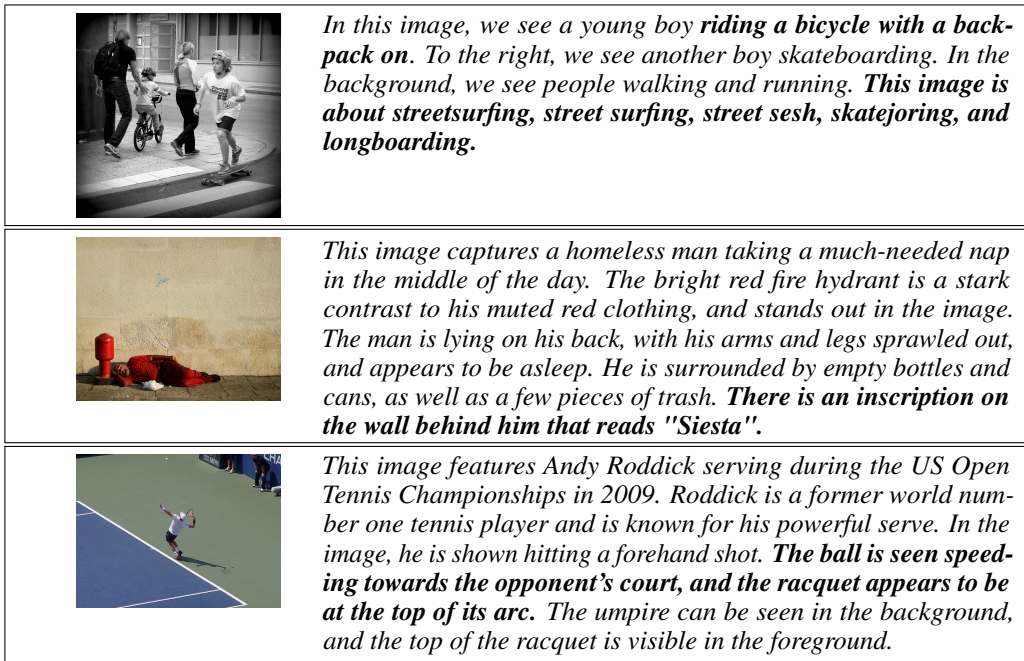 In this image, we see a young boy riding a bicycle with a back-
pack on. To the right, we see another boy skateboarding. In the
background, we see people walking and running. This image is
about streetsurfing, street surfing, street sesh, skatejoring, and
longboarding.
This image captures a homeless man taking a much-needed nap
in the middle of the day. The bright red fire hydrant is a stark
contrast to his muted red clothing, and stands out in the image.
The man is lying on his back, with his arms and legs sprawled out,
and appears to be asleep. He is surrounded by empty bottles and
cans, as well as a few pieces of trash. There is an inscription on
the wall behind him that reads "Siesta".
This image features Andy Roddick serving during the US Open
Tennis Championships in 2009. Roddick is a former world num-
ber one tennis player and is known for his powerful serve. In the
image, he is shown hitting a forehand shot. The ball is seen speed-
ing towards the opponent's court, and the racquet appears to be
at the top of its arc. The umpire can be seen in the background,
and the top of the racquet is visible in the foreground.